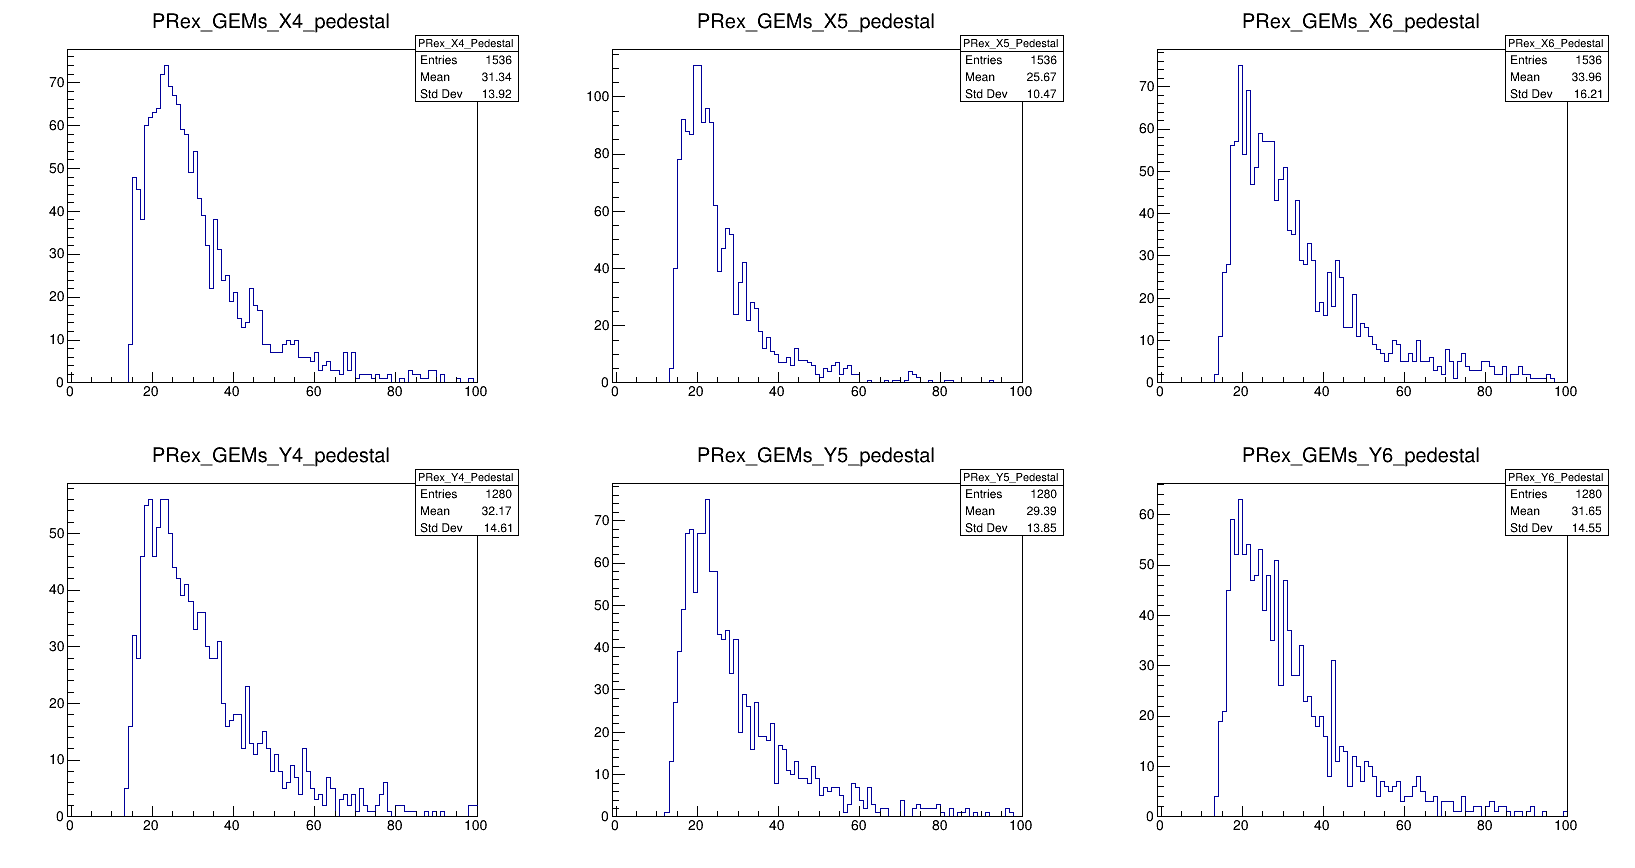 PRex_GEMs_X4_pedestal
PRex_X4_Pedestal
Entries 1536
Mean 31.34
Std Dev 13.92
70
60
50
40
30
20
10
0
0 20 40 60 80 100
PRex_GEMs_X5_pedestal
PRex_X5_Pedestal
Entries 1536
Mean 25.67
Std Dev 10.47
100
80
60
40
20
0
0 20 40 60 80 100
PRex_GEMs_X6_pedestal
PRex_X6_Pedestal
Entries 1536
Mean 33.96
Std Dev 16.21
70
60
50
40
30
20
10
0
0 20 40 60 80 100
PRex_GEMs_Y4_pedestal
PRex_Y4_Pedestal
Entries 1280
Mean 32.17
Std Dev 14.61
50
40
30
20
10
0
0 20 40 60 80 100
PRex_GEMs_Y5_pedestal
PRex_Y5_Pedestal
Entries 1280
Mean 29.39
Std Dev 13.85
70
60
50
40
30
20
10
0
0 20 40 60 80 100
PRex_GEMs_Y6_pedestal
PRex_Y6_Pedestal
Entries 1280
Mean 31.65
Std Dev 14.55
60
50
40
30
20
10
0
0 20 40 60 80 100